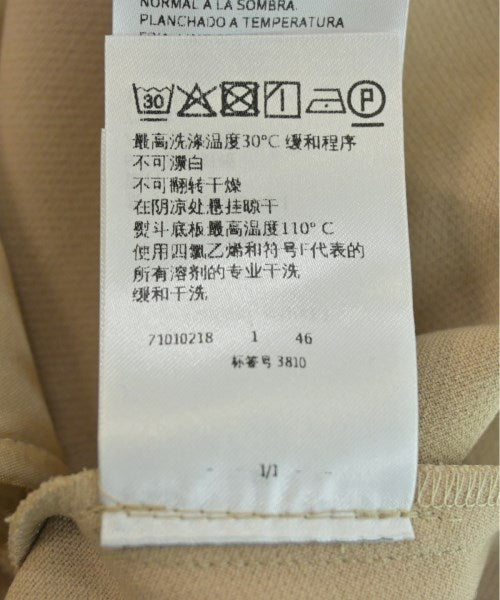 NORMAL A LA SOMBRA.
PLANCHADO A TEMPERATURA
30 P
最高洗涤温度30°C 缓和程序
不可漂白
不可翻转干燥
在阴凉处悬挂晾干
熨斗底板最高温度110°C
使用四氯乙烯和符号F代表的
所有溶剂的专业干洗
缓和干洗
71010218 1 46
标签号 3810
1/1